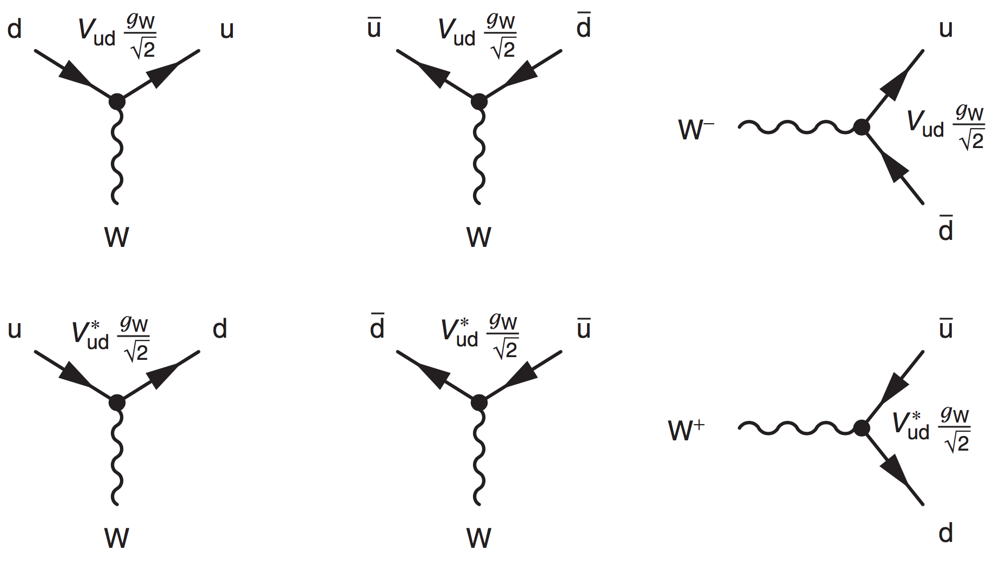 d V_ud g_W/√2 u
W
u̅ V_ud g_W/√2 d̅
W
u
W⁻ V_ud g_W/√2
d̅
u V*_ud g_W/√2 d
W
d̅ V*_ud g_W/√2 u̅
W
u̅
W⁺ V*_ud g_W/√2
d